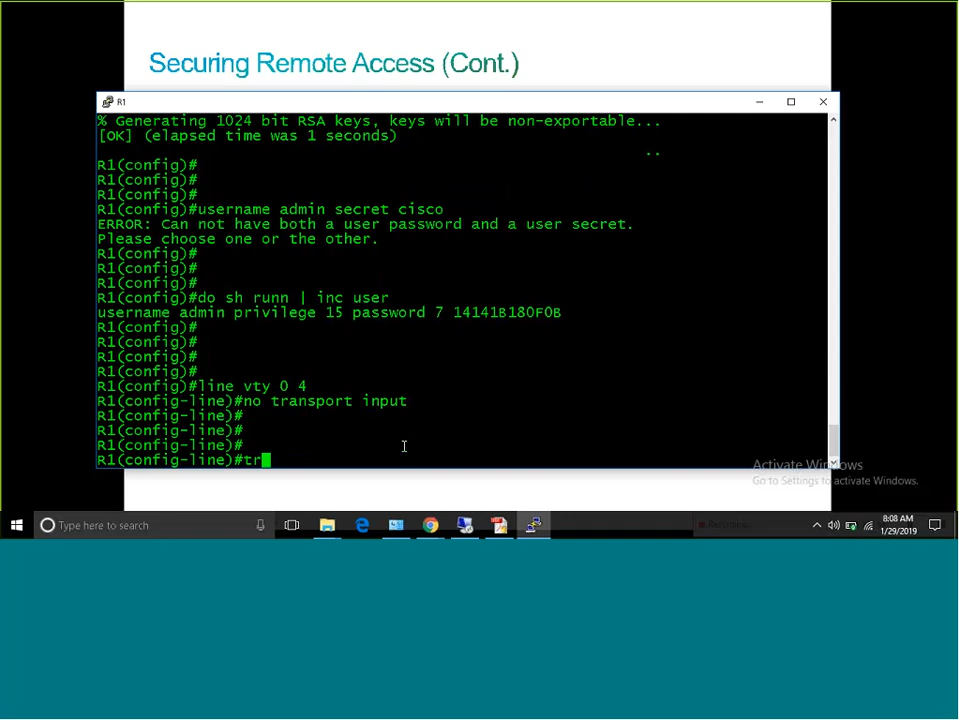 Securing Remote Access (Cont.)
R1
% Generating 1024 bit RSA keys, keys will be non-exportable...
[OK] (elapsed time was 1 seconds)
..
R1(config)#
R1(config)#
R1(config)#
R1(config)#username admin secret cisco
ERROR: Can not have both a user password and a user secret.
Please choose one or the other.
R1(config)#
R1(config)#
R1(config)#
R1(config)#do sh runn | inc user
username admin privilege 15 password 7 14141B180F0B
R1(config)#
R1(config)#
R1(config)#
R1(config)#
R1(config)#line vty 0 4
R1(config-line)#no transport input
R1(config-line)#
R1(config-line)#
R1(config-line)#
R1(config-line)#tr
Activate Windows
Go to Settings to activate Windows.
Type here to search
8:08 AM
1/29/2019